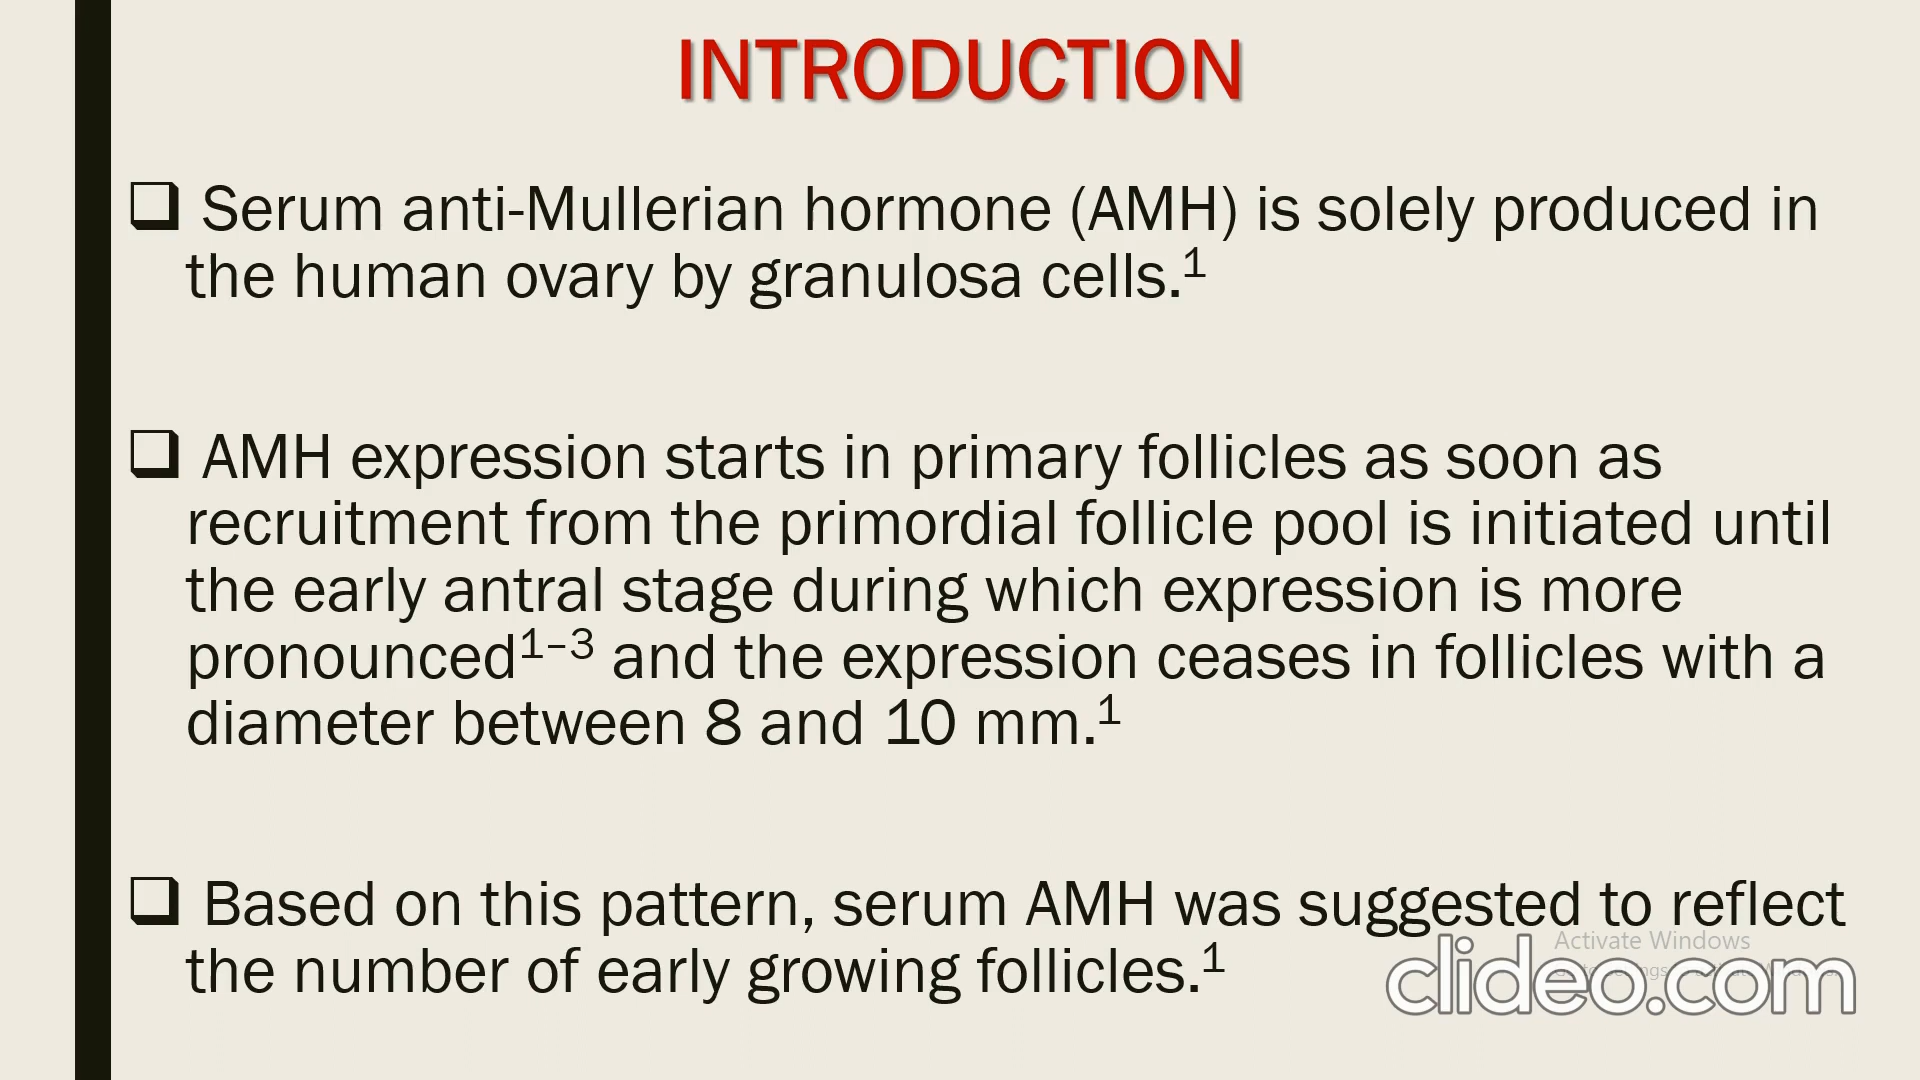 INTRODUCTION
Serum anti-Mullerian hormone (AMH) is solely produced in
the human ovary by granulosa cells.1
AMH expression starts in primary follicles as soon as
recruitment from the primordial follicle pool is initiated until
the early antral stage during which expression is more
pronounced1–3 and the expression ceases in follicles with a
diameter between 8 and 10 mm.1
Based on this pattern, serum AMH was suggested to reflect
the number of early growing follicles.1
Activate Windows
clideo.com